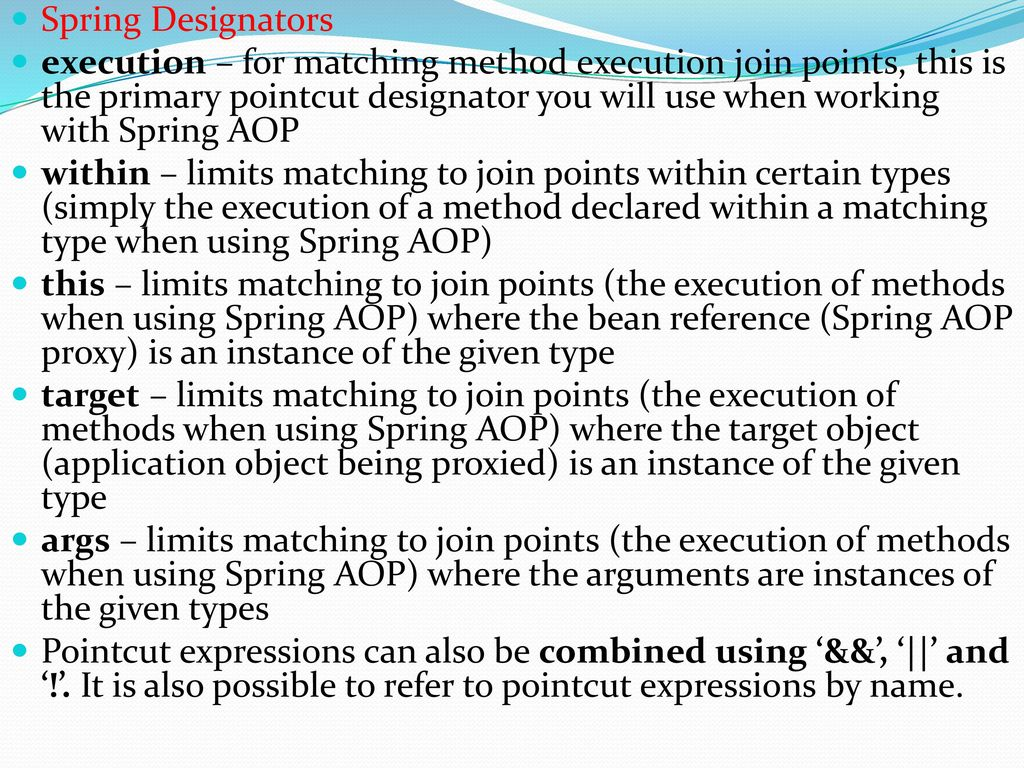 Spring Designators
execution – for matching method execution join points, this is
the primary pointcut designator you will use when working
with Spring AOP
within – limits matching to join points within certain types
(simply the execution of a method declared within a matching
type when using Spring AOP)
this – limits matching to join points (the execution of methods
when using Spring AOP) where the bean reference (Spring AOP
proxy) is an instance of the given type
target – limits matching to join points (the execution of
methods when using Spring AOP) where the target object
(application object being proxied) is an instance of the given
type
args – limits matching to join points (the execution of methods
when using Spring AOP) where the arguments are instances of
the given types
Pointcut expressions can also be combined using ‘&&’, ‘||’ and
‘!’. It is also possible to refer to pointcut expressions by name.